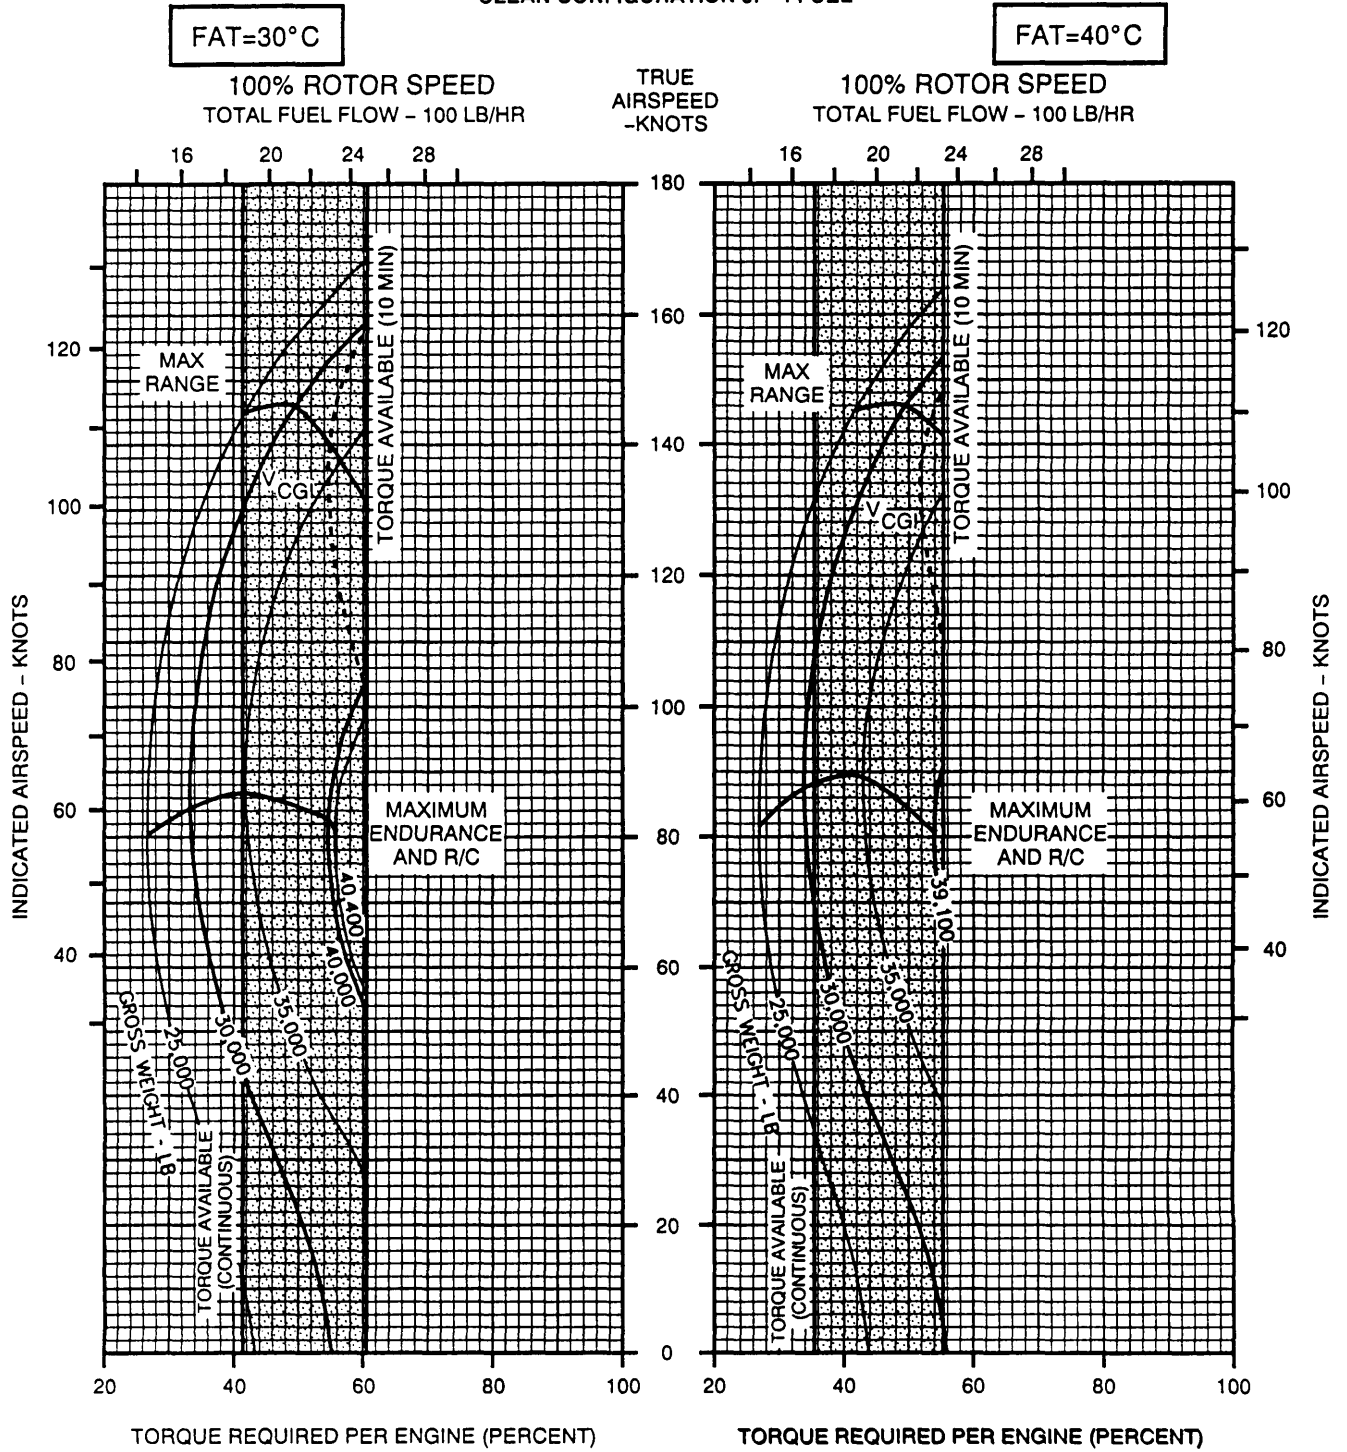 FAT=30°C
100% ROTOR SPEED
TOTAL FUEL FLOW – 100 LB/HR
16 20 24 28
TRUE
AIRSPEED
–KNOTS
FAT=40°C
100% ROTOR SPEED
TOTAL FUEL FLOW – 100 LB/HR
16 20 24 28
INDICATED AIRSPEED – KNOTS
120
100
80
60
40
MAX
RANGE
V CGI
TORQUE AVAILABLE (10 MIN)
MAXIMUM
ENDURANCE
AND R/C
40,400
40,000
35,000
30,000
25,000
GROSS WEIGHT - LB
TORQUE AVAILABLE
(CONTINUOUS)
20 40 60 80 100
TORQUE REQUIRED PER ENGINE (PERCENT)
180
160
140
120
100
80
60
40
20
0
MAX
RANGE
V CGI
TORQUE AVAILABLE (10 MIN)
MAXIMUM
ENDURANCE
AND R/C
39,100
35,000
30,000
25,000
GROSS WEIGHT - LB
TORQUE AVAILABLE
(CONTINUOUS)
120
100
80
60
40
INDICATED AIRSPEED – KNOTS
20 40 60 80 100
TORQUE REQUIRED PER ENGINE (PERCENT)